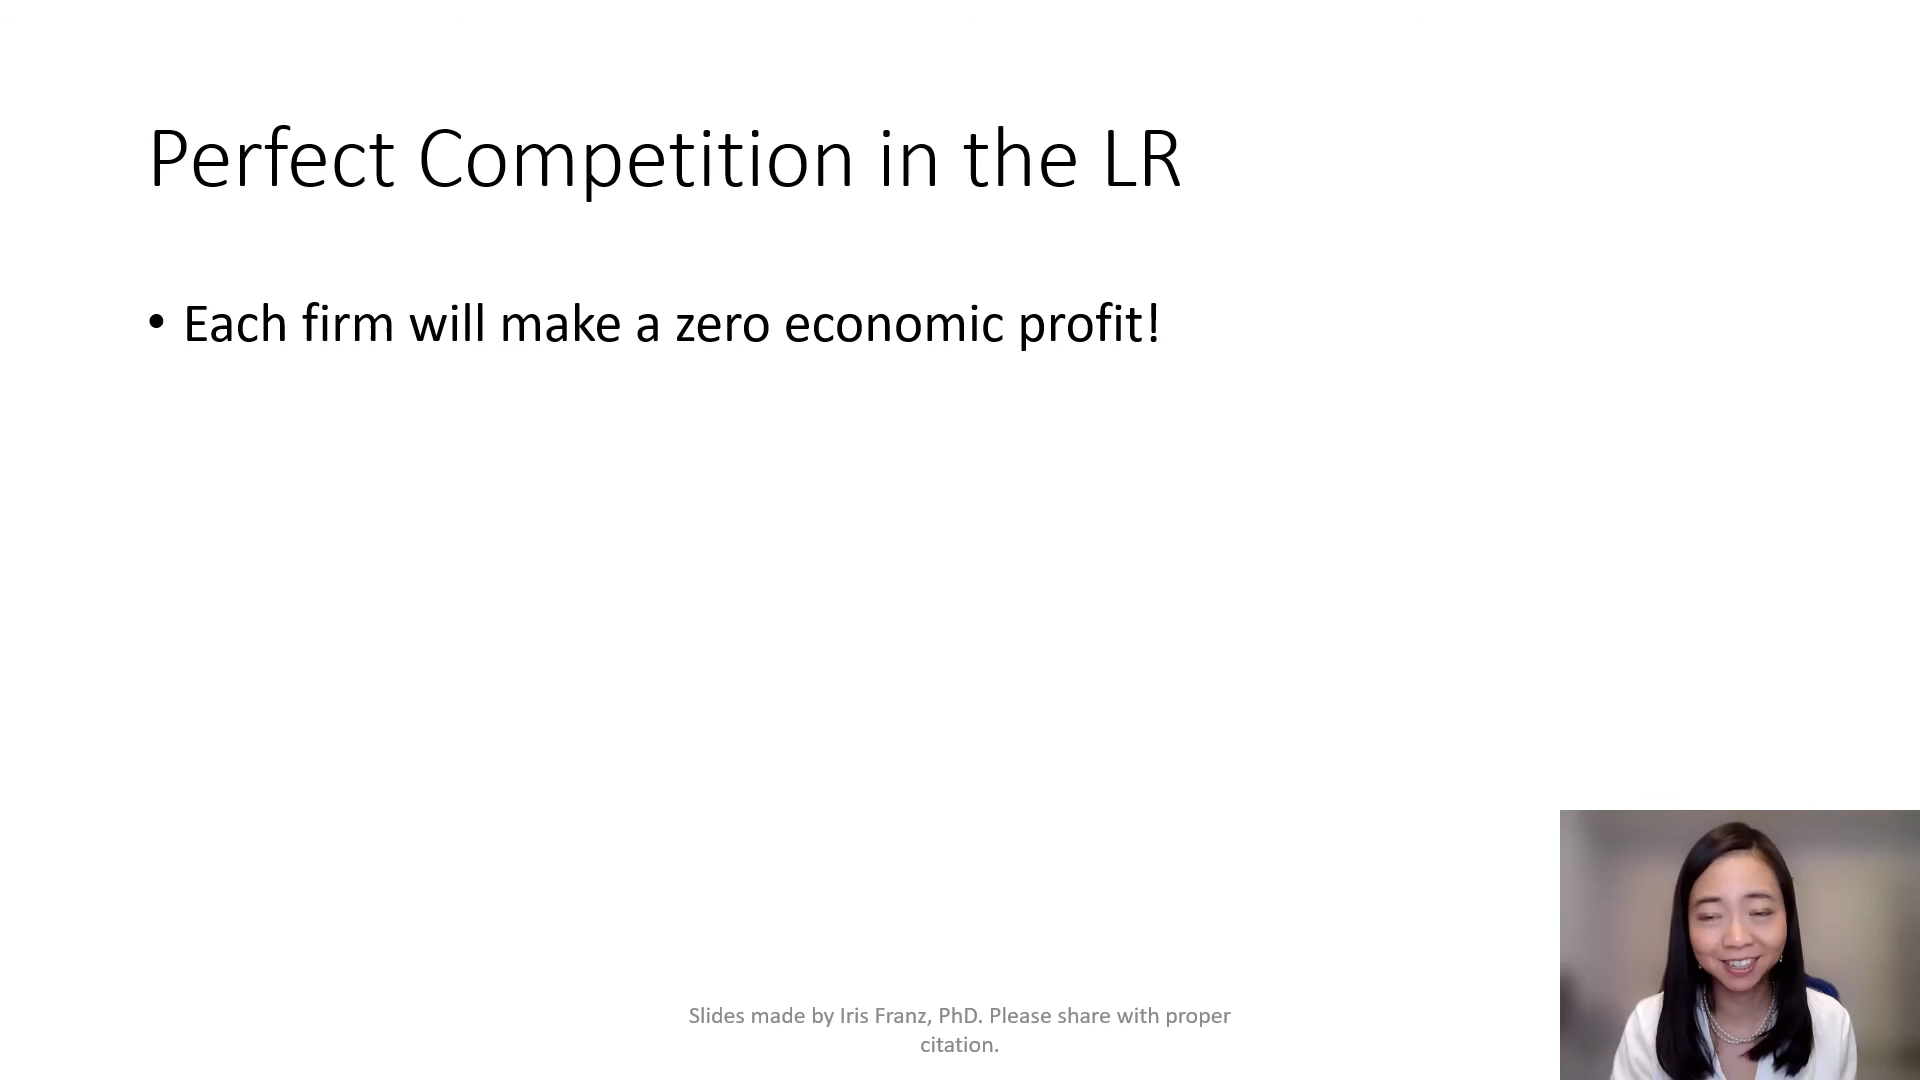 Perfect Competition in the LR
• Each firm will make a zero economic profit!
Slides made by Iris Franz, PhD. Please share with proper
citation.